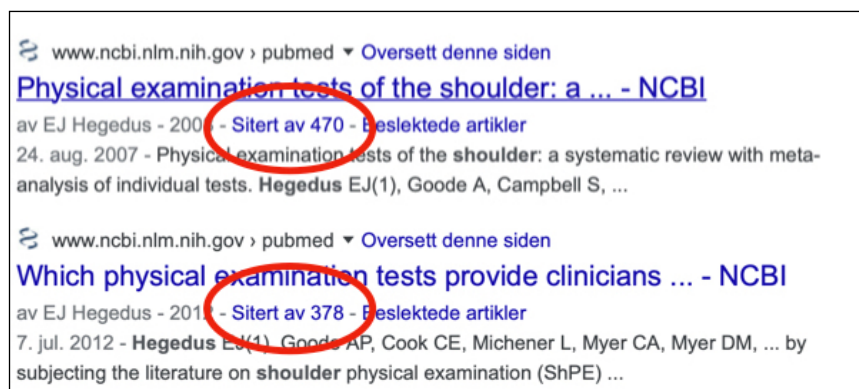 www.ncbi.nlm.nih.gov › pubmed ▼ Oversett denne siden
Physical examination tests of the shoulder: a ... - NCBI
av EJ Hegedus - 2008 - Sitert av 470 - Beslektede artikler
24. aug. 2007 - Physical examination tests of the shoulder: a systematic review with meta-
analysis of individual tests. Hegedus EJ(1), Goode A, Campbell S, ...
www.ncbi.nlm.nih.gov › pubmed ▼ Oversett denne siden
Which physical examination tests provide clinicians ... - NCBI
av EJ Hegedus - 2012 - Sitert av 378 - Beslektede artikler
7. jul. 2012 - Hegedus EJ(1), Goode AP, Cook CE, Michener L, Myer CA, Myer DM, ... by
subjecting the literature on shoulder physical examination (ShPE) ...